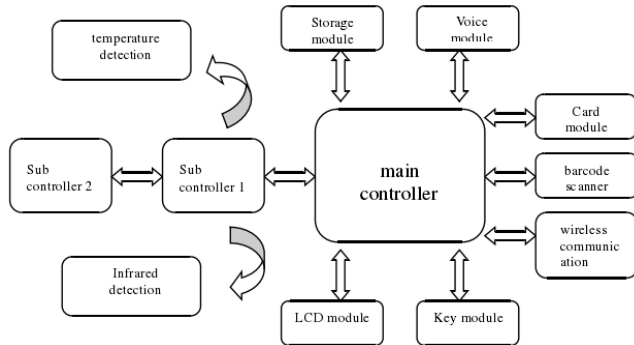 Storage
module
Voice
module
temperature
detection
Card
module
Sub
controller 2
Sub
controller 1
main
controller
barcode
scanner
wireless
communic
ation
Infrared
detection
LCD module
Key module